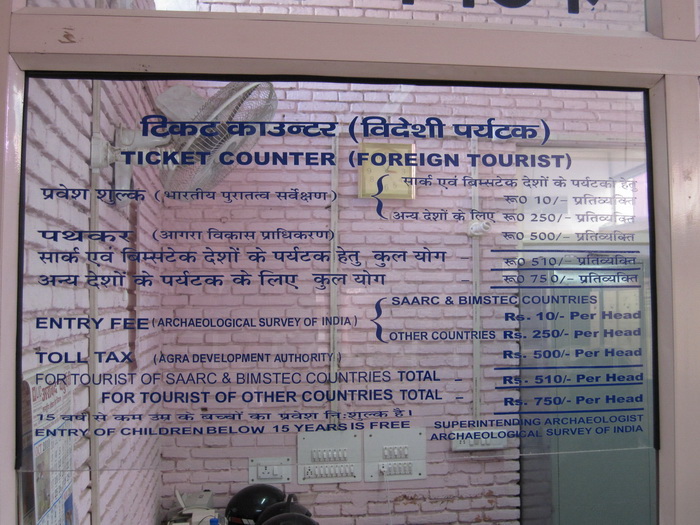 टिकट काउन्टर (विदेशी पर्यटक)
TICKET COUNTER (FOREIGN TOURIST)
प्रवेश शुल्क (भारतीय पुरातत्व सर्वेक्षण) { सार्क एवं बिम्सटेक देशों के पर्यटकों हेतु
रू0 10/- प्रतिव्यक्ति
अन्य देशों के लिए रू0 250/- प्रतिव्यक्ति
पथकर (आगरा विकास प्राधिकरण) रू0 500/- प्रतिव्यक्ति
सार्क एवं बिम्सटेक देशों के पर्यटक हेतु कुल योग - रू0 510/- प्रतिव्यक्ति
अन्य देशों के पर्यटक के लिए कुल योग - रू0 750/- प्रतिव्यक्ति
ENTRY FEE (ARCHAEOLOGICAL SURVEY OF INDIA) { SAARC & BIMSTEC COUNTRIES
Rs. 10/- Per Head
OTHER COUNTRIES Rs. 250/- Per Head
TOLL TAX (AGRA DEVELOPMENT AUTHORITY) Rs. 500/- Per Head
FOR TOURIST OF SAARC & BIMSTEC COUNTRIES TOTAL - Rs. 510/- Per Head
FOR TOURIST OF OTHER COUNTRIES TOTAL - Rs. 750/- Per Head
15 वर्ष से कम उम्र के बच्चों का प्रवेश निःशुल्क है।
ENTRY OF CHILDREN BELOW 15 YEARS IS FREE
SUPERINTENDING ARCHAEOLOGIST
ARCHAEOLOGICAL SURVEY OF INDIA